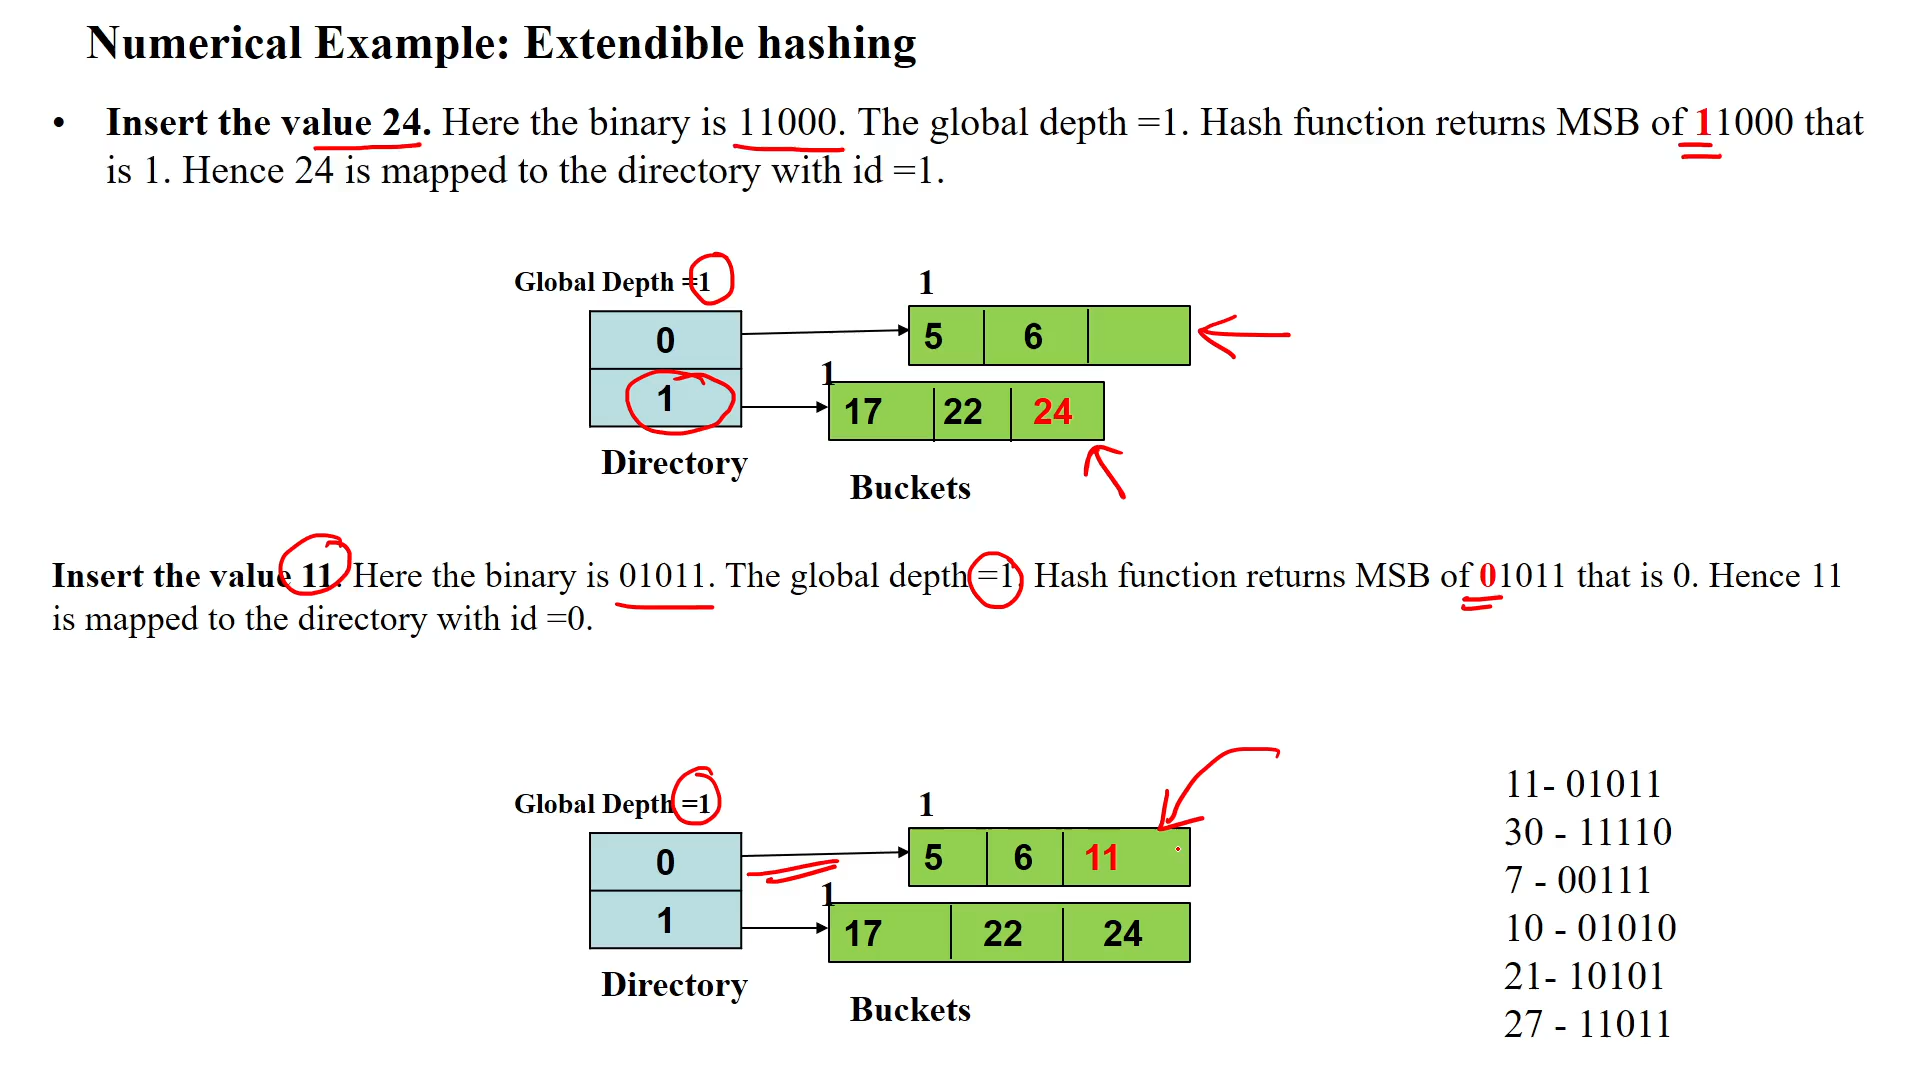 Numerical Example: Extendible hashing
• Insert the value 24. Here the binary is 11000. The global depth =1. Hash function returns MSB of 11000 that
is 1. Hence 24 is mapped to the directory with id =1.
Global Depth =1
1
0
5 6
1
1
17 22 24
Directory
Buckets
Insert the value 11. Here the binary is 01011. The global depth =1. Hash function returns MSB of 01011 that is 0. Hence 11
is mapped to the directory with id =0.
Global Depth =1
1
0
5 6 11
1
1
17 22 24
Directory
Buckets
11- 01011
30 - 11110
7 - 00111
10 - 01010
21- 10101
27 - 11011